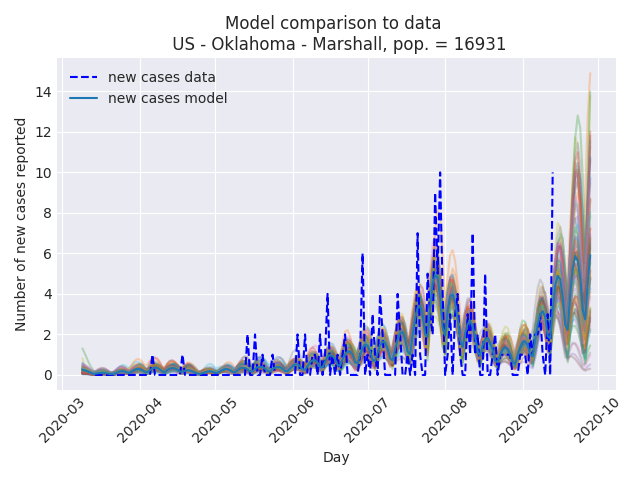 Model comparison to data
US - Oklahoma - Marshall, pop. = 16931
new cases data
new cases model
Number of new cases reported
14
12
10
8
6
4
2
0
2020-03
2020-04
2020-05
2020-06
2020-07
2020-08
2020-09
2020-10
Day